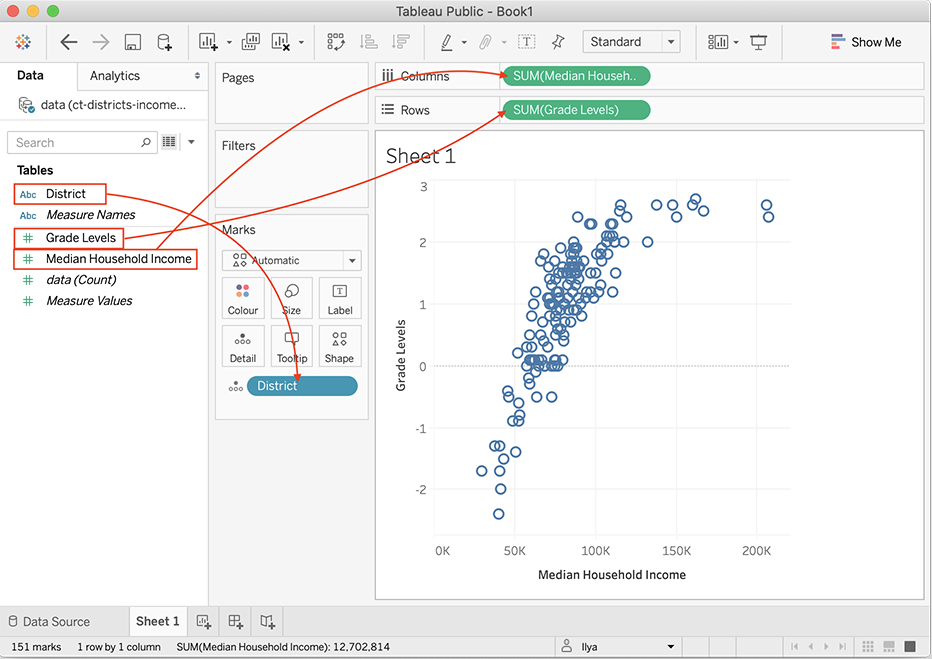 Tableau Public - Book1
Standard
Show Me
Data
Analytics
data (ct-districts-income...
Search
Tables
Abc District
Abc Measure Names
# Grade Levels
# Median Household Income
# data (Count)
# Measure Values
Pages
Filters
Marks
Automatic
Colour
Size
T
Label
Detail
Tooltip
Shape
District
Columns
SUM(Median Househ..
Rows
SUM(Grade Levels)
Sheet 1
3
2
1
0
-1
-2
Grade Levels
0K
50K
100K
150K
200K
Median Household Income
Data Source
Sheet 1
151 marks
1 row by 1 column
SUM(Median Household Income): 12,702,814
Ilya